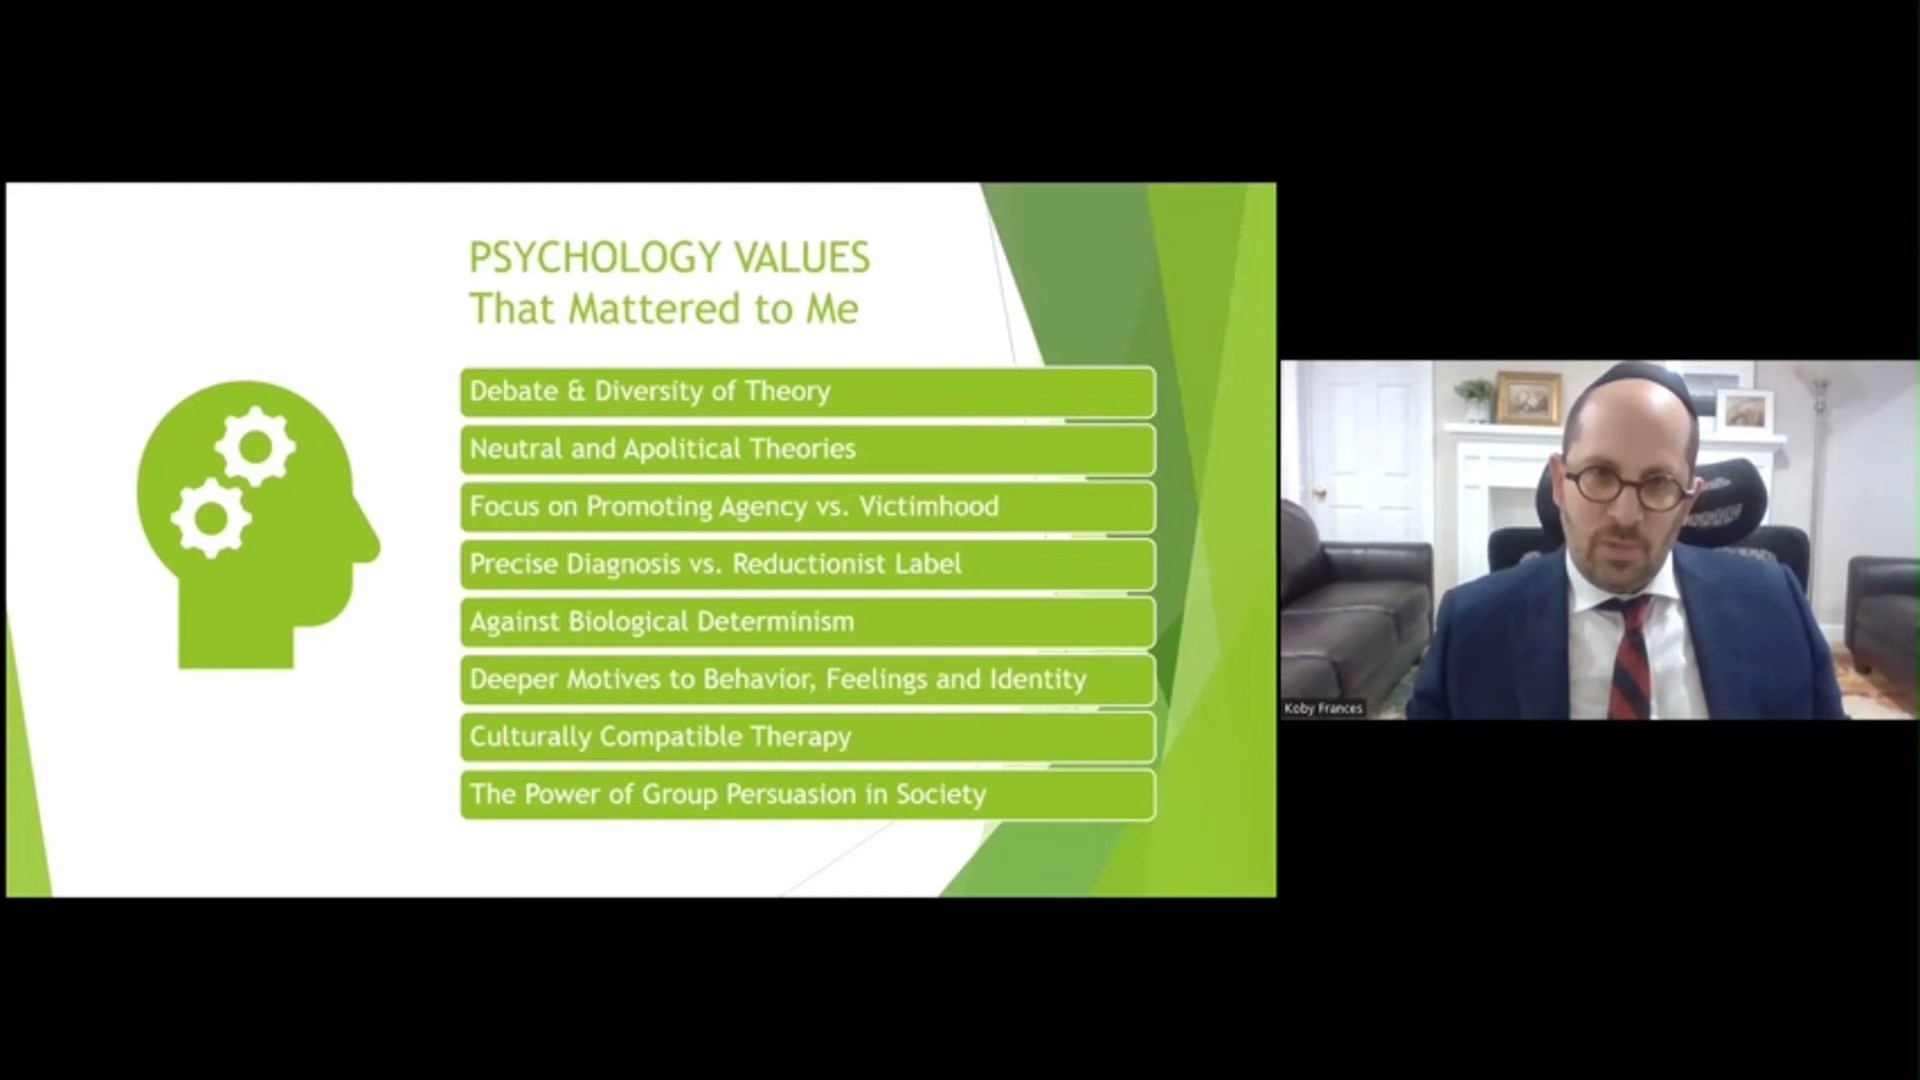 PSYCHOLOGY VALUES
That Mattered to Me
Debate & Diversity of Theory
Neutral and Apolitical Theories
Focus on Promoting Agency vs. Victimhood
Precise Diagnosis vs. Reductionist Label
Against Biological Determinism
Deeper Motives to Behavior, Feelings and Identity
Culturally Compatible Therapy
The Power of Group Persuasion in Society
Koby Frances